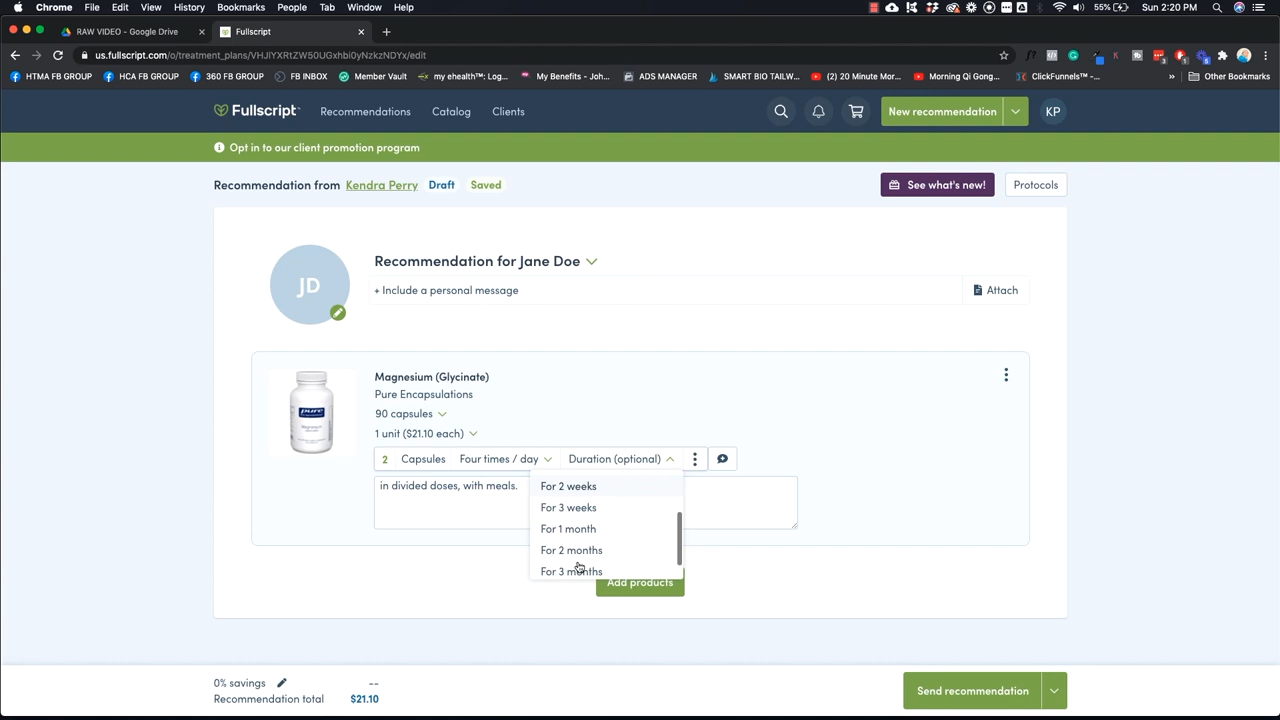 Chrome File Edit View History Bookmarks People Tab Window Help 55% Sun 2:20 PM
RAW VIDEO - Google Drive Fullscript
us.fullscript.com/o/treatment_plans/VHJlYXRtZW50UGxhbi0yNzkzNDYx/edit
HTMA FB GROUP HCA FB GROUP 360 FB GROUP FB INBOX Member Vault my ehealth™: Log... My Benefits - Joh... ADS MANAGER SMART BIO TAILW... (2) 20 Minute Mor... Morning Qi Gong... ClickFunnels™ -... » Other Bookmarks
Fullscript Recommendations Catalog Clients New recommendation KP
Opt in to our client promotion program
Recommendation from Kendra Perry Draft Saved See what's new! Protocols
JD
Recommendation for Jane Doe
+ Include a personal message Attach
Magnesium (Glycinate)
Pure Encapsulations
90 capsules
1 unit ($21.10 each)
pure
2 Capsules Four times / day Duration (optional)
in divided doses, with meals.
For 2 weeks
For 3 weeks
For 1 month
For 2 months
For 3 months
Add products
0% savings --
Recommendation total $21.10
Send recommendation